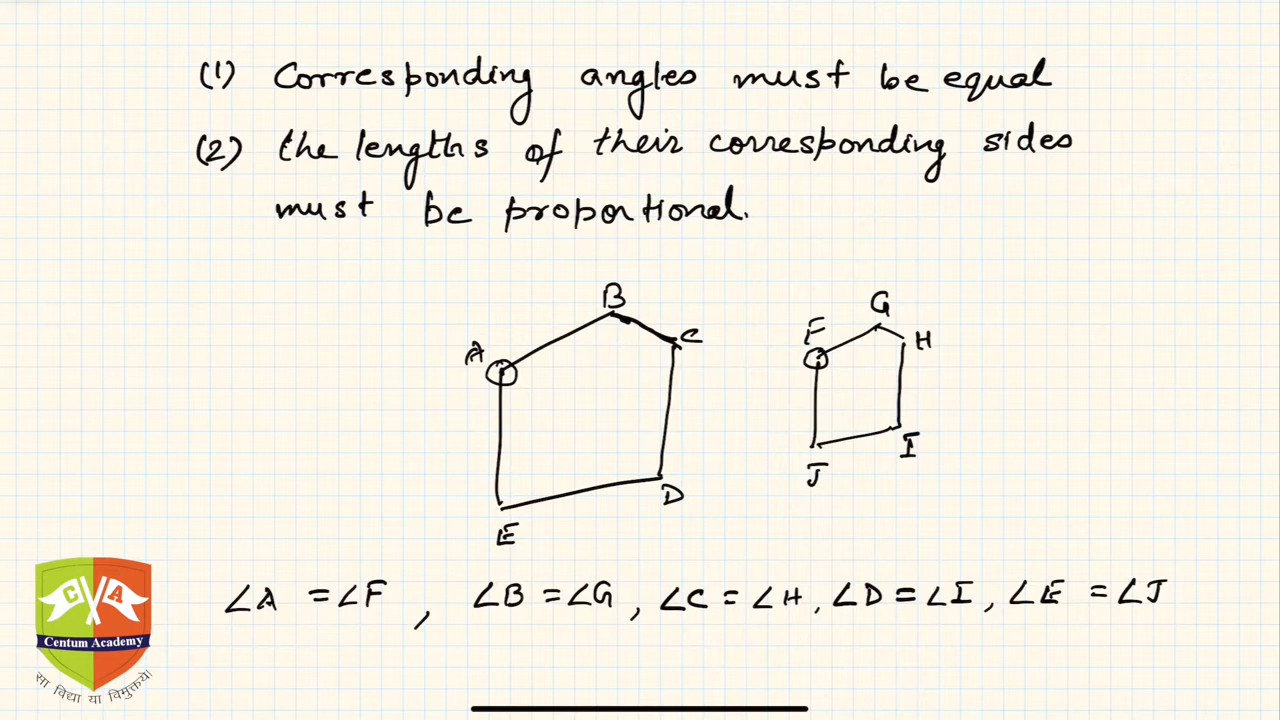 (1) Corresponding angles must be equal
(2) the lengths of their corresponding sides
must be proportional.
B
G
A
C
F
H
I
J
D
E
∠A = ∠F , ∠B = ∠G , ∠C = ∠H , ∠D = ∠I , ∠E = ∠J
C A
Centum Academy
सा विद्या या विमुक्तये।